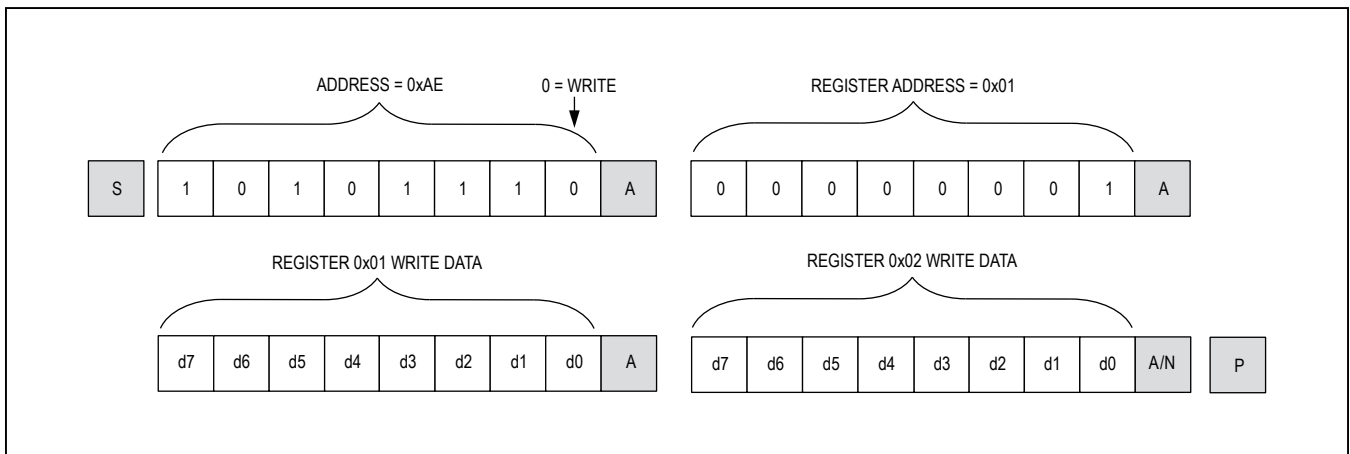 ADDRESS = 0xAE 0 = WRITE REGISTER ADDRESS = 0x01
S 1 0 1 0 1 1 1 0 A 0 0 0 0 0 0 0 1 A
REGISTER 0x01 WRITE DATA REGISTER 0x02 WRITE DATA
d7 d6 d5 d4 d3 d2 d1 d0 A d7 d6 d5 d4 d3 d2 d1 d0 A/N P